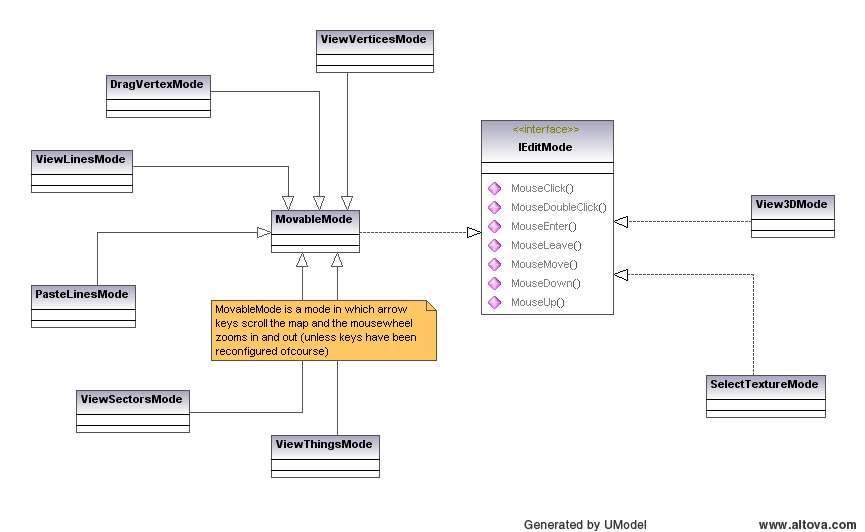 ViewVerticesMode
DragVertexMode
<<interface>>
IEditMode
ViewLinesMode
MouseClick()
MouseDoubleClick()
MouseEnter()
MouseLeave()
MouseMove()
MouseDown()
MouseUp()
View3DMode
MovableMode
PasteLinesMode
MovableMode is a mode in which arrow
keys scroll the map and the mousewheel
zooms in and out (unless keys have been
reconfigured ofcourse)
SelectTextureMode
ViewSectorsMode
ViewThingsMode
Generated by UModel
www.altova.com